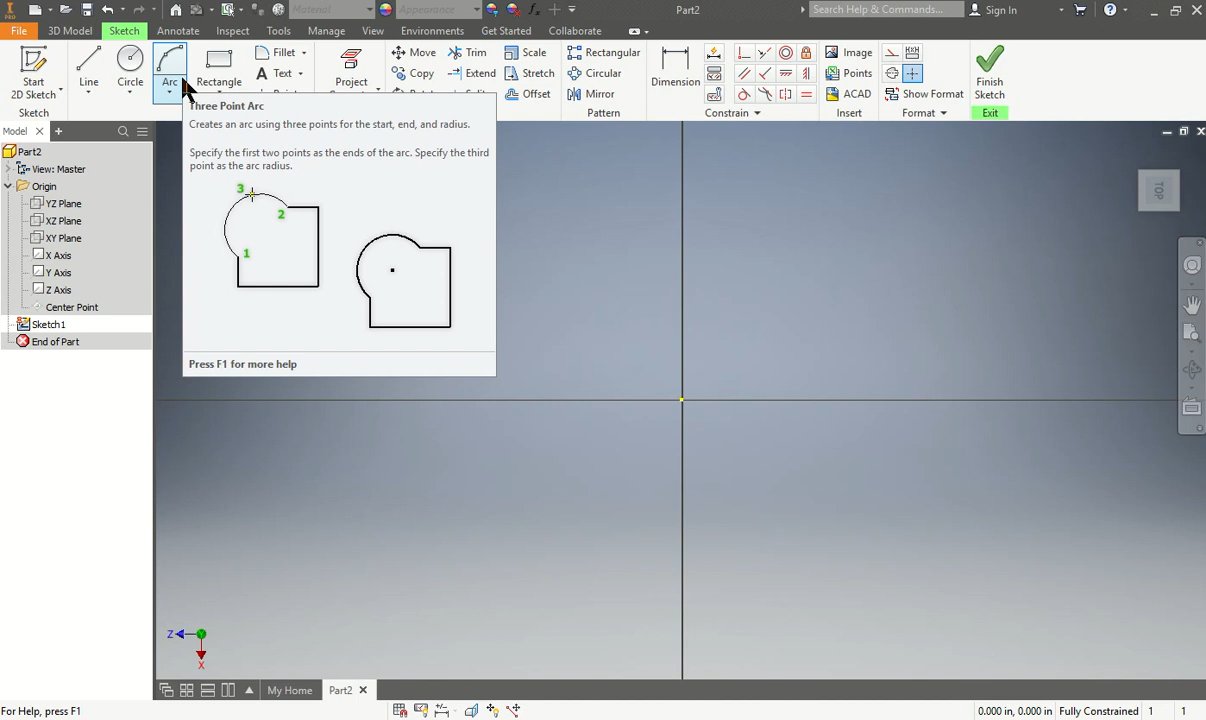 PRO
Material
Appearance
Part2
Search Help & Commands...
Sign In
File
3D Model
Sketch
Annotate
Inspect
Tools
Manage
View
Environments
Get Started
Collaborate
Start
2D Sketch
Line
Circle
Arc
Rectangle
Fillet
Text
Project
Move
Copy
Trim
Extend
Scale
Stretch
Offset
Rectangular
Circular
Mirror
Dimension
Image
Points
ACAD
Show Format
Finish
Sketch
Sketch
Pattern
Constrain
Insert
Format
Exit
Three Point Arc
Creates an arc using three points for the start, end, and radius.
Specify the first two points as the ends of the arc. Specify the third
point as the arc radius.
3
2
1
Press F1 for more help
Model
Part2
View: Master
Origin
YZ Plane
XZ Plane
XY Plane
X Axis
Y Axis
Z Axis
Center Point
Sketch1
End of Part
TOP
Z
Y
X
My Home
Part2
For Help, press F1
0.000 in, 0.000 in
Fully Constrained
1
1